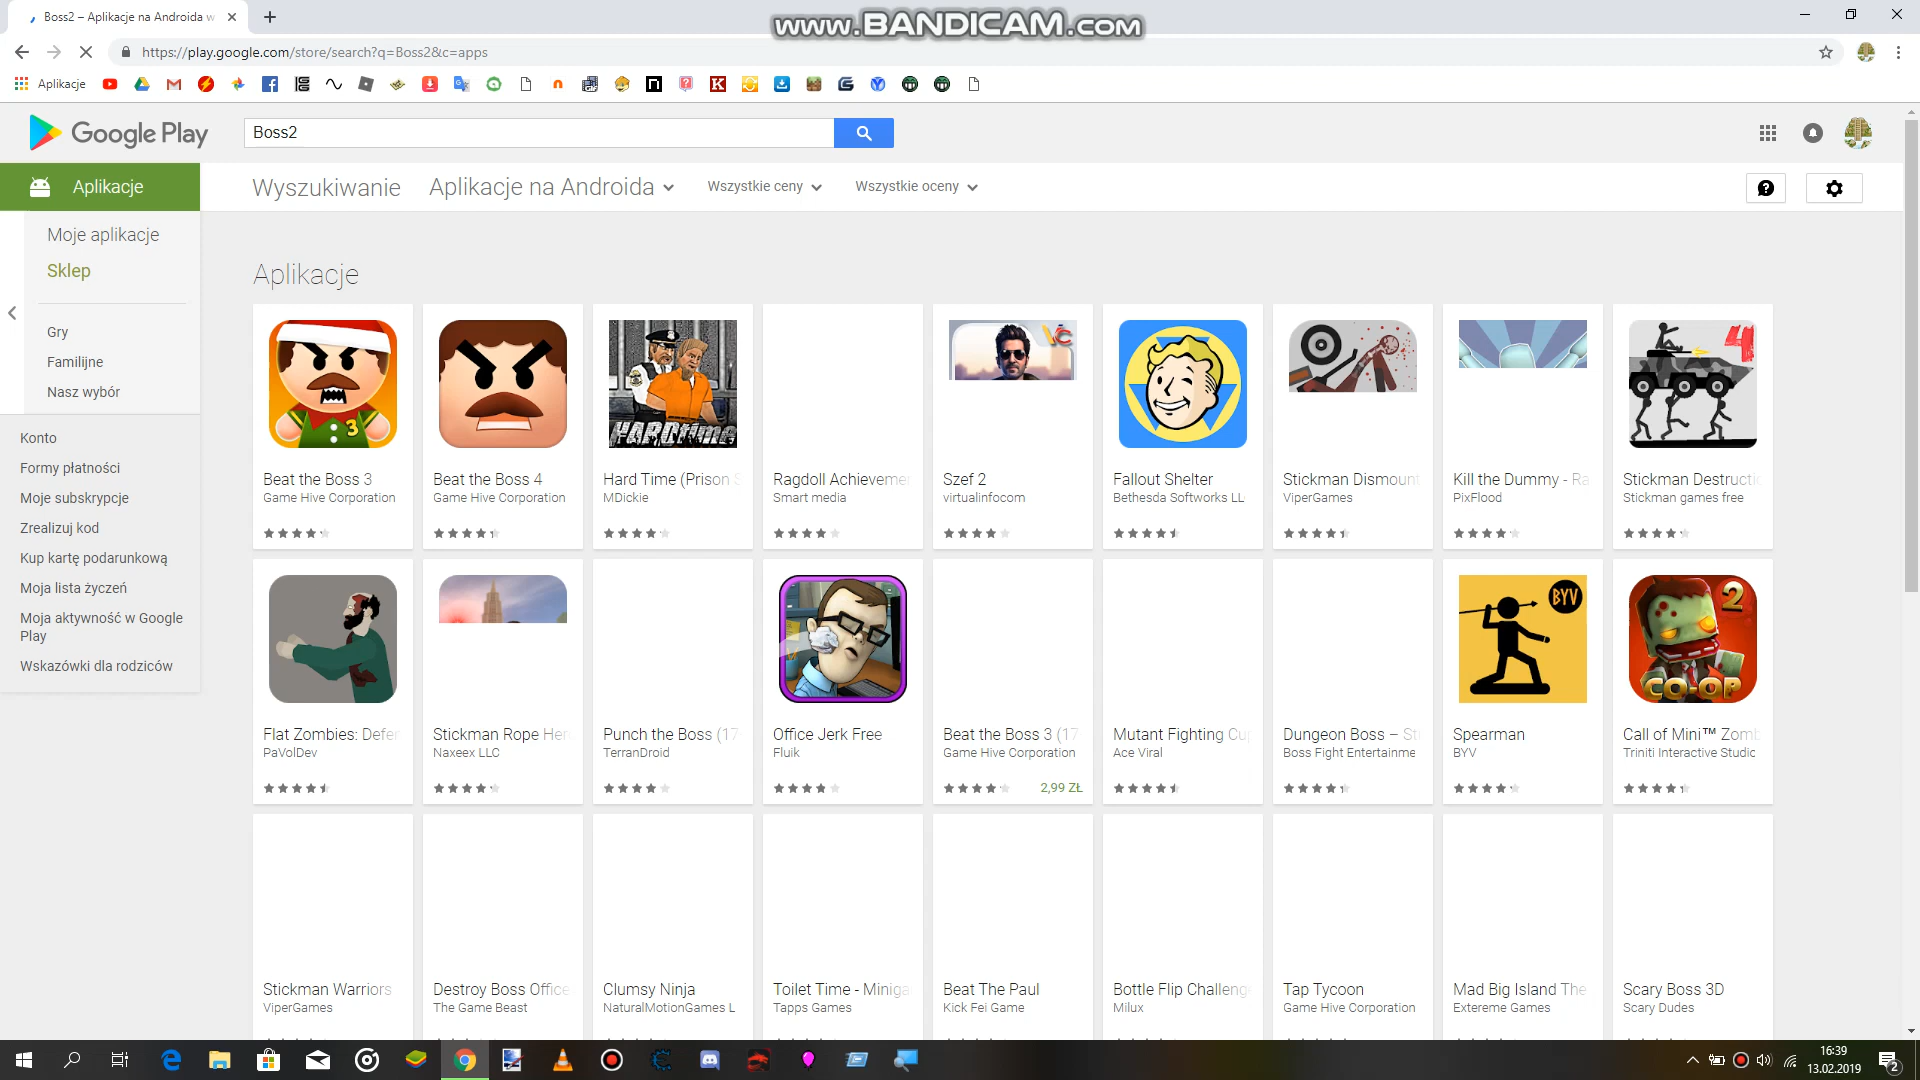 Boss2 – Aplikacje na Androida w
www.BANDICAM.com
https://play.google.com/store/search?q=Boss2&c=apps
Aplikacje
Google Play
Boss2
Aplikacje
Wyszukiwanie
Aplikacje na Androida
Wszystkie ceny
Wszystkie oceny
Moje aplikacje
Sklep
Gry
Familijne
Nasz wybór
Konto
Formy płatności
Moje subskrypcje
Zrealizuj kod
Kup kartę podarunkową
Moja lista życzeń
Moja aktywność w Google
Play
Wskazówki dla rodziców
Aplikacje
3
HARDTIME
VC
4
Beat the Boss 3
Game Hive Corporation
Beat the Boss 4
Game Hive Corporation
Hard Time (Prison S
MDickie
Ragdoll Achieveme
Smart media
Szef 2
virtualinfocom
Fallout Shelter
Bethesda Softworks LL
Stickman Dismount
ViperGames
Kill the Dummy - Ra
PixFlood
Stickman Destructi
Stickman games free
BYV
2
CO-OP
Flat Zombies: Defe
PaVolDev
Stickman Rope Her
Naxeex LLC
Punch the Boss (17
TerranDroid
Office Jerk Free
Fluik
Beat the Boss 3 (17
Game Hive Corporation
2,99 ZŁ
Mutant Fighting Cu
Ace Viral
Dungeon Boss – St
Boss Fight Entertainme
Spearman
BYV
Call of Mini™ Zomb
Triniti Interactive Studio
Stickman Warriors
ViperGames
Destroy Boss Office
The Game Beast
Clumsy Ninja
NaturalMotionGames L
Toilet Time - Miniga
Tapps Games
Beat The Paul
Kick Fei Game
Bottle Flip Challeng
Milux
Tap Tycoon
Game Hive Corporation
Mad Big Island The
Extereme Games
Scary Boss 3D
Scary Dudes
16:39
13.02.2019
2